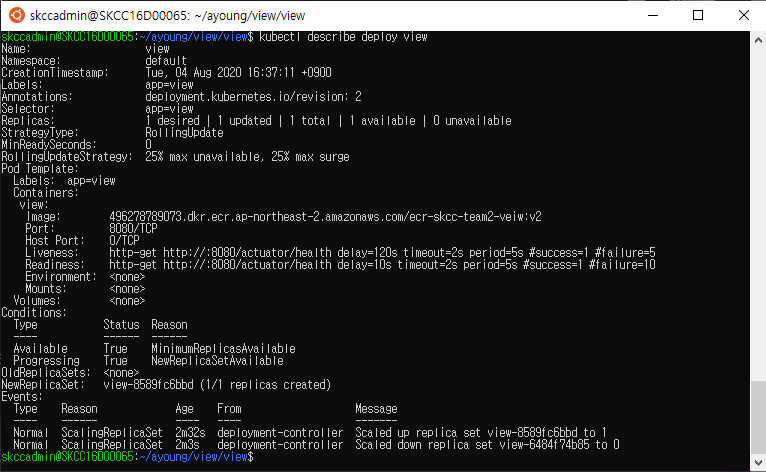 skccadmin@SKCC16D00065: ~/ayoung/view/view
skccadmin@SKCC16D00065:~/ayoung/view/view$ kubectl describe deploy view
Name:                   view
Namespace:              default
CreationTimestamp:      Tue, 04 Aug 2020 16:37:11 +0900
Labels:                 app=view
Annotations:            deployment.kubernetes.io/revision: 2
Selector:               app=view
Replicas:               1 desired | 1 updated | 1 total | 1 available | 0 unavailable
StrategyType:           RollingUpdate
MinReadySeconds:        0
RollingUpdateStrategy:  25% max unavailable, 25% max surge
Pod Template:
  Labels:  app=view
  Containers:
   view:
    Image:        496278789073.dkr.ecr.ap-northeast-2.amazonaws.com/ecr-skcc-team2-veiw:v2
    Port:         8080/TCP
    Host Port:    0/TCP
    Liveness:     http-get http://:8080/actuator/health delay=120s timeout=2s period=5s #success=1 #failure=5
    Readiness:    http-get http://:8080/actuator/health delay=10s timeout=2s period=5s #success=1 #failure=10
    Environment:  <none>
    Mounts:       <none>
  Volumes:        <none>
Conditions:
  Type           Status  Reason
  ----           ------  ------
  Available      True    MinimumReplicasAvailable
  Progressing    True    NewReplicaSetAvailable
OldReplicaSets:  <none>
NewReplicaSet:   view-8589fc6bbd (1/1 replicas created)
Events:
  Type    Reason             Age    From                   Message
  ----    ------             ----   ----                   -------
  Normal  ScalingReplicaSet  2m32s  deployment-controller  Scaled up replica set view-8589fc6bbd to 1
  Normal  ScalingReplicaSet  2m3s   deployment-controller  Scaled down replica set view-6484f74b85 to 0
skccadmin@SKCC16D00065:~/ayoung/view/view$